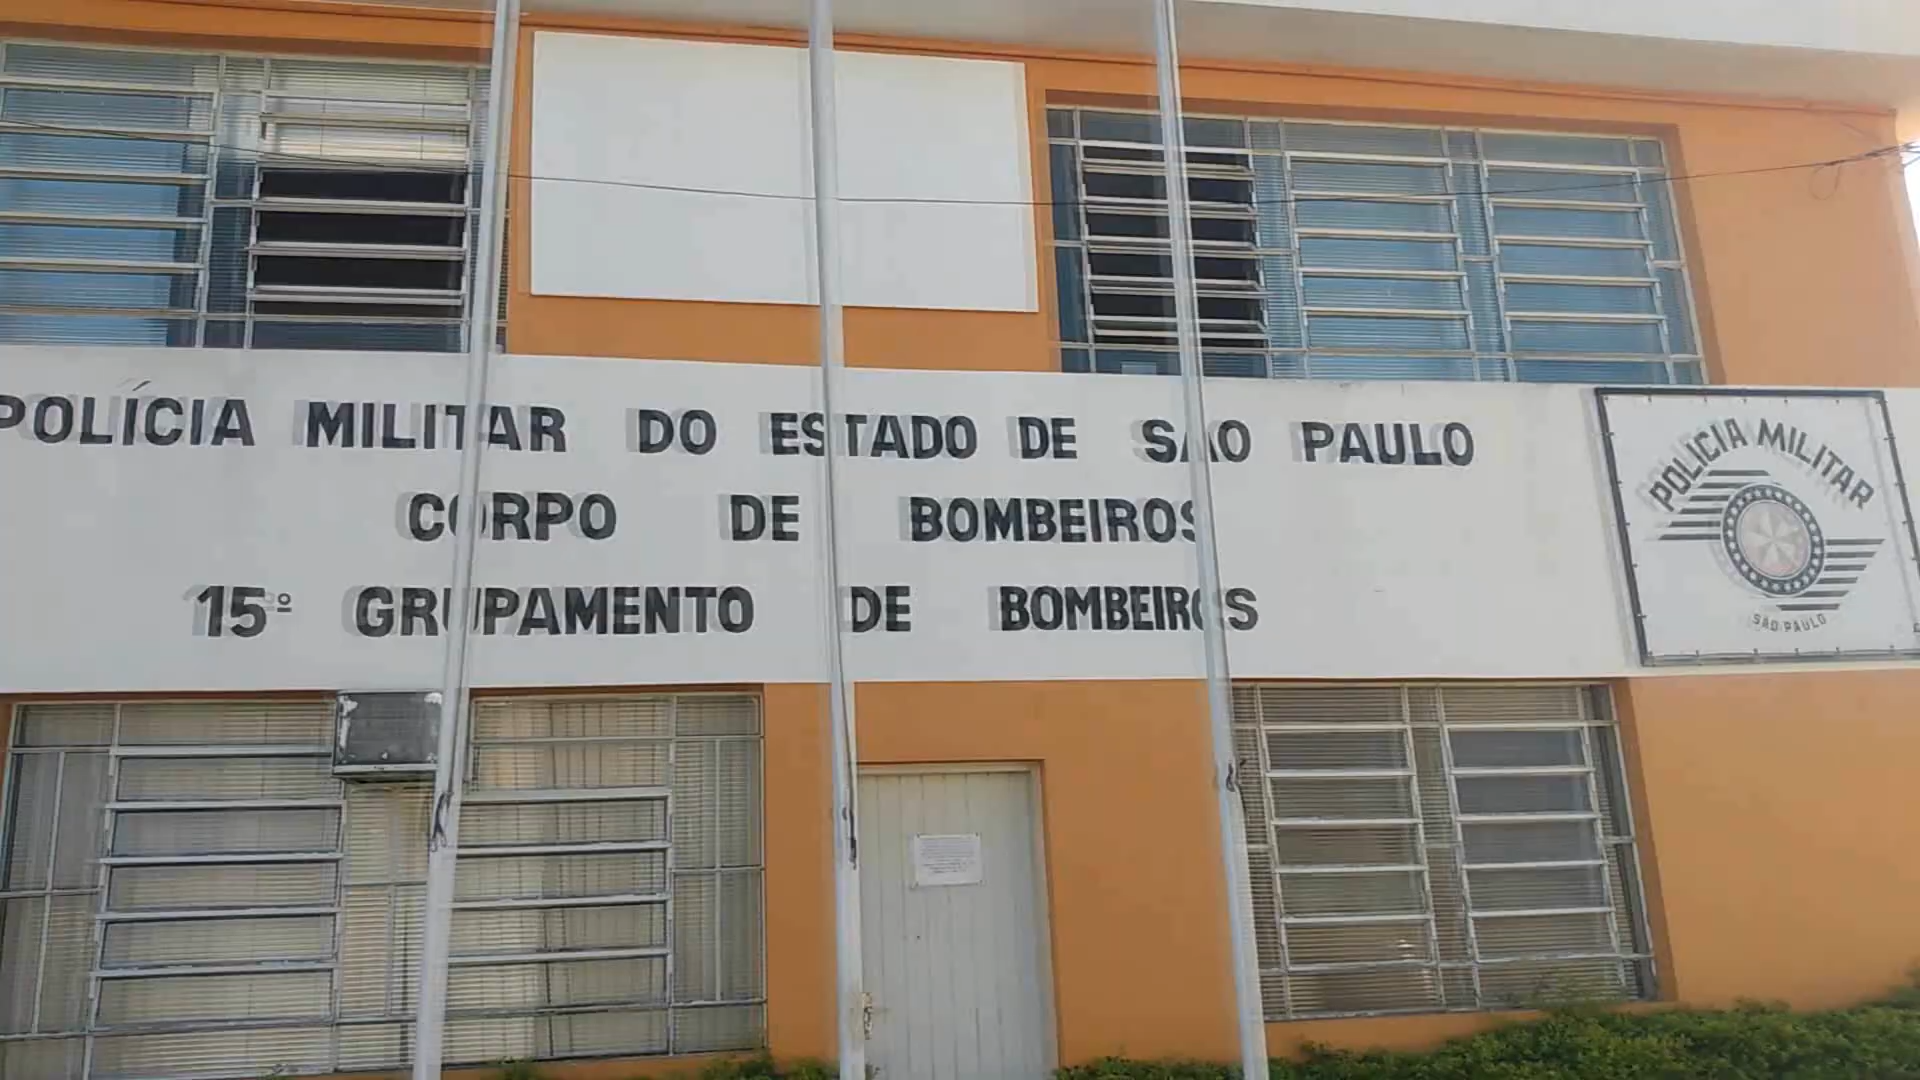 POLÍCIA MILITAR DO ESTADO DE SÃO PAULO
CORPO DE BOMBEIROS
15º GRUPAMENTO DE BOMBEIROS
POLICIA MILITAR
SÃO PAULO